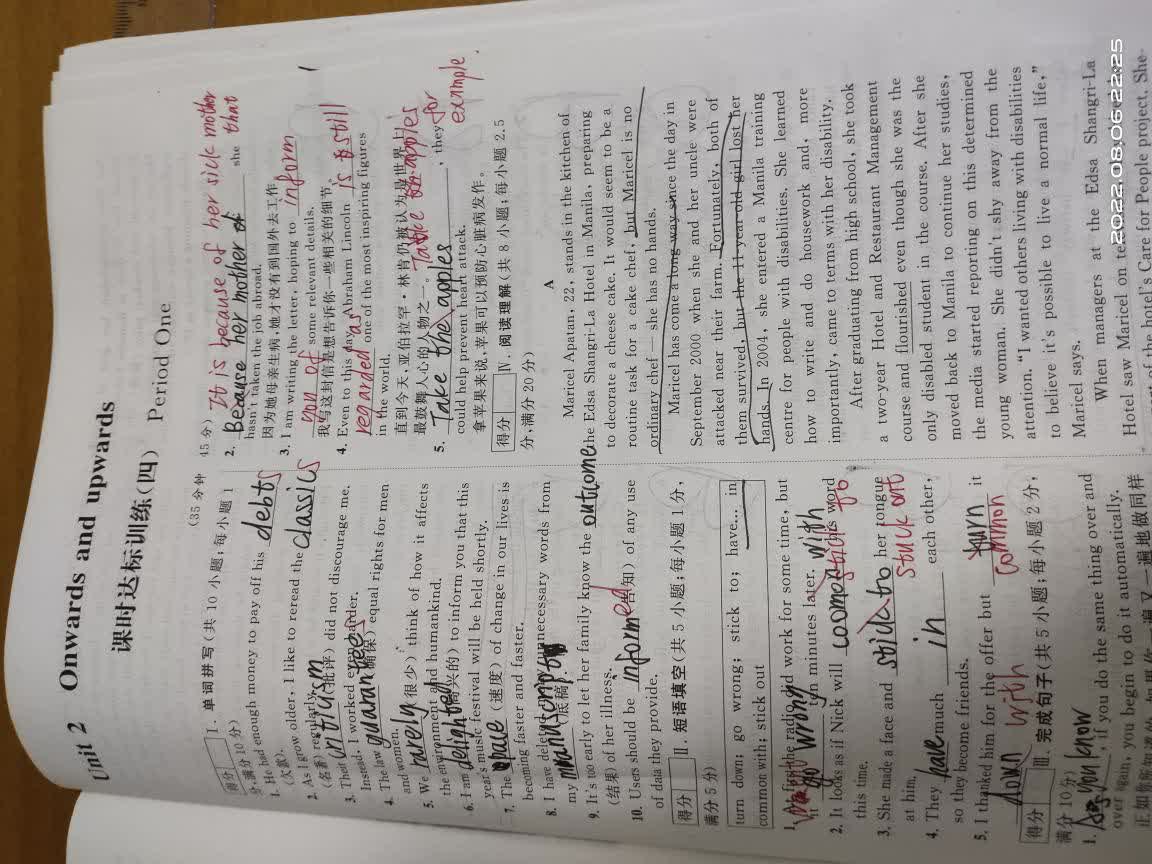 Unit 2 Onwards and upwards
课时达标训练(四) Period One
(35分钟 45分)
得分 Ⅰ. 单词拼写(共10小题;每小题1
分,满分10分)
1. He had enough money to pay off his debts
(欠款).
2. As I grow older, I like to reread the classics
(名著) regularly.
3. Their criticism (批评) did not discourage me.
Instead, I worked even harder.
4. The law guarantees (确保) equal rights for men
and women.
5. We rarely (很少) think of how it affects
the environment and humankind.
6. I am delighted (高兴的) to inform you that this
year's music festival will be held shortly.
7. The pace (速度) of change in our lives is
becoming faster and faster.
8. I have deleted unnecessary words from
my manuscript (底稿).
9. It's too early to let her family know the outcome
(结果) of her illness.
10. Users should be informed (告知) of any use
of data they provide.
得分 Ⅱ. 短语填空(共5小题;每小题1分,
满分5分)
turn down; go wrong; stick to; have... in
common with; stick out
1. At first the radio did work for some time, but
it wrong ten minutes later. with
2. It looks as if Nick will common stick to his word
this time.
3. She made a face and stick to her tongue stuck out
at him.
4. They have much in each other, common with
so they become friends.
5. I thanked him for the offer but turn it
down
得分 Ⅲ. 完成句子(共5小题;每小题2分,
满分10分)
1. As you know, if you do the same thing over and
over again, you begin to do it automatically.
It is because of her sick mother that
2. Because her mother of she
hasn't taken the job abroad.
因为她母亲生病,她才没有到国外去工作。
3. I am writing the letter, hoping to inform
you of some relevant details.
我写这封信是想告诉你一些相关的细节。
4. Even to this day, Abraham Lincoln is still
regarded as one of the most inspiring figures
in the world.
直到今天,亚伯拉罕·林肯仍被认为是世界上
最鼓舞人心的人物之一。
5. Take the apples, they Take apples for example.
could help prevent heart attack.
拿苹果来说,苹果可以预防心脏病发作。
得分 Ⅳ. 阅读理解(共8小题;每小题2.5
分,满分20分)
A
Maricel Apatan, 22, stands in the kitchen of
the Edsa Shangri-La Hotel in Manila, preparing
to decorate a cheese cake. It would seem to be a
routine task for a cake chef, but Maricel is no
ordinary chef — she has no hands.
Maricel has come a long way since the day in
September 2000 when she and her uncle were
attacked near their farm. Fortunately, both of
them survived, but the 11-year-old girl lost her
hands. In 2004, she entered a Manila training
centre for people with disabilities. She learned
how to write and do housework and, more
importantly, came to terms with her disability.
After graduating from high school, she took
a two-year Hotel and Restaurant Management
course and flourished even though she was the
only disabled student in the course. After she
moved back to Manila to continue her studies,
the media started reporting on this determined
young woman. She didn't shy away from the
attention. "I wanted others living with disabilities
to believe it's possible to live a normal life,"
Maricel says.
When managers at the Edsa Shangri-La
Hotel saw Maricel on
part of the hotel's Care for People project. She
2022.08.06 22:25